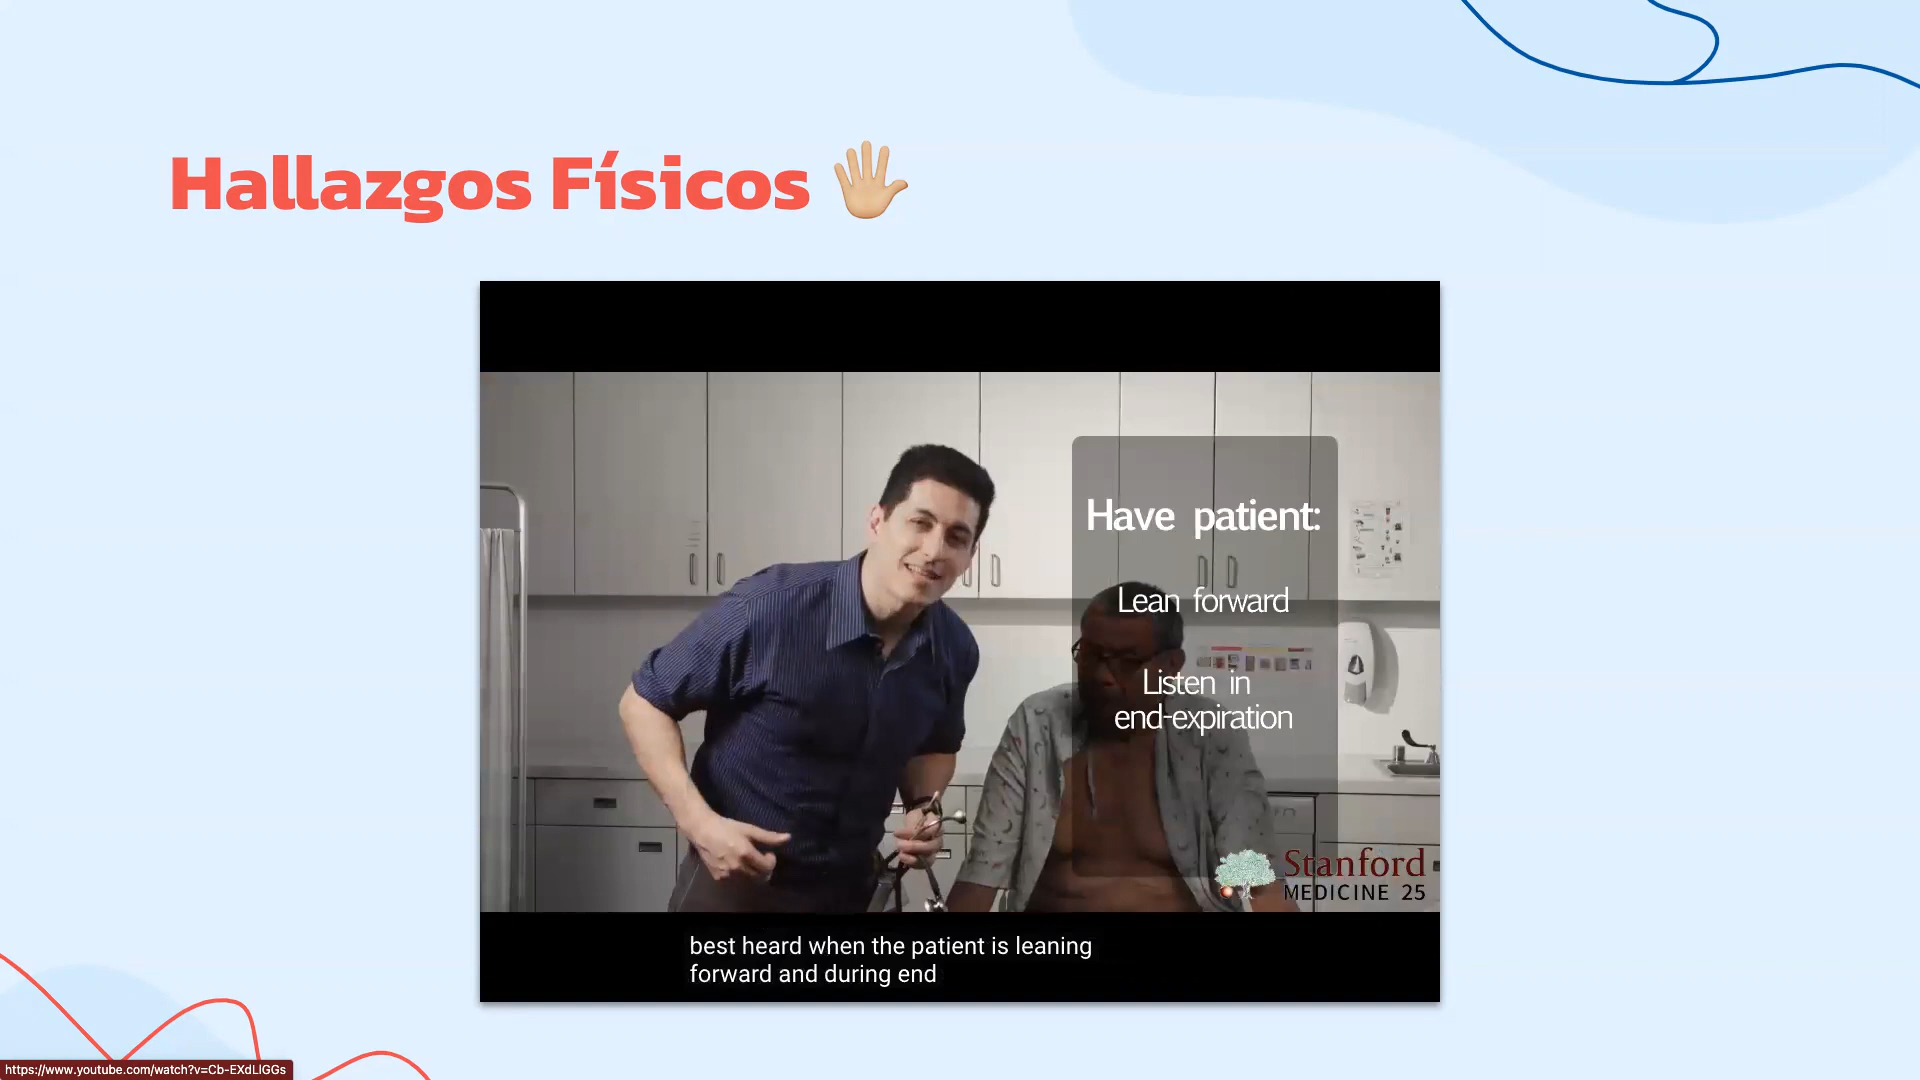 Hallazgos Físicos
Have patient:
Lean forward
Listen in
end-expiration
Stanford
MEDICINE 25
best heard when the patient is leaning
forward and during end
https://www.youtube.com/watch?v=Cb-EXdLlGGs